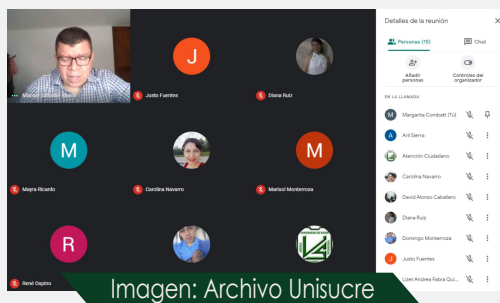 Detalles de la reunión
Personas (15)
Chat
Añadir
personas
Controles del
organizador
EN LA LLAMADA
M Margarita Combatt (Tú)
A Aril Sierra
Atención Ciudadano
Carolina Navarro
David Alonso Caballero
Diana Ruiz
Domingo Monterroza
J Justo Fuentes
Lizet Andrea Fabra Qui...
J
Justo Fuentes
Diana Ruiz
M
Mayra Ricardo
Carolina Navarro
M
Marisol Monterrosa
R
René Ospino
Imagen: Archivo Unisucre